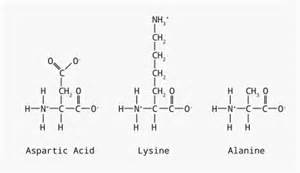 NH₃⁺
CH₂
CH₂
CH₂
CH₂
O O⁻
C
CH₂
H H O
H-N⁺-C-C-O⁻
H H
H H O
H-N⁺-C-C-O⁻
H H
H CH₃ O
H-N⁺-C-C-O⁻
H H
Aspartic Acid Lysine Alanine